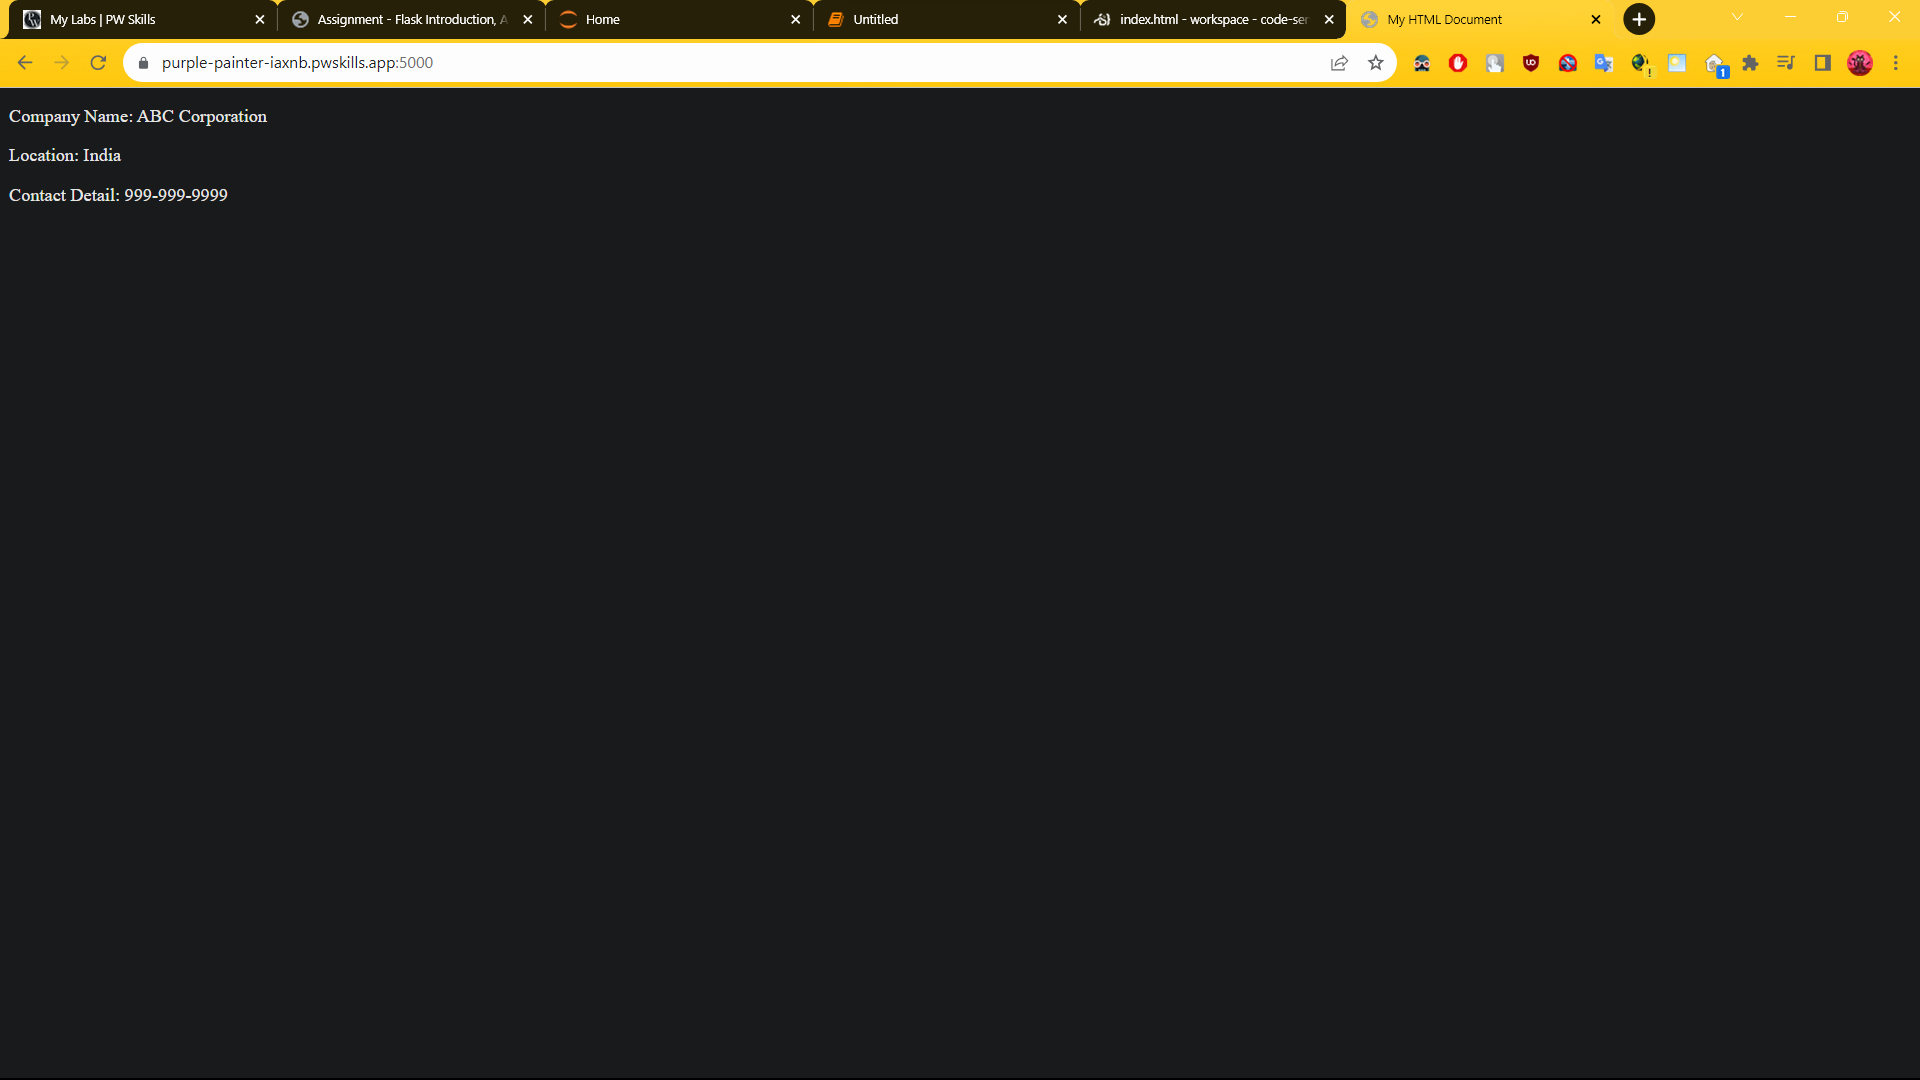 My Labs | PW Skills
Assignment - Flask Introduction, A
Home
Untitled
index.html - workspace - code-ser
My HTML Document
purple-painter-iaxnb.pwskills.app:5000
1
Company Name: ABC Corporation
Location: India
Contact Detail: 999-999-9999